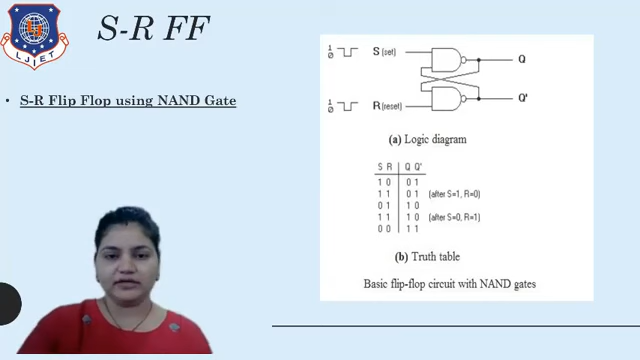 S-R FF
LJIET
• S-R Flip Flop using NAND Gate
1
0
S (set)
Q
1
0
R (reset)
Q'
(a) Logic diagram
S R Q Q'
1 0 0 1
1 1 0 1 (after S=1, R=0)
0 1 1 0
1 1 1 0 (after S=0, R=1)
0 0 1 1
(b) Truth table
Basic flip-flop circuit with NAND gates